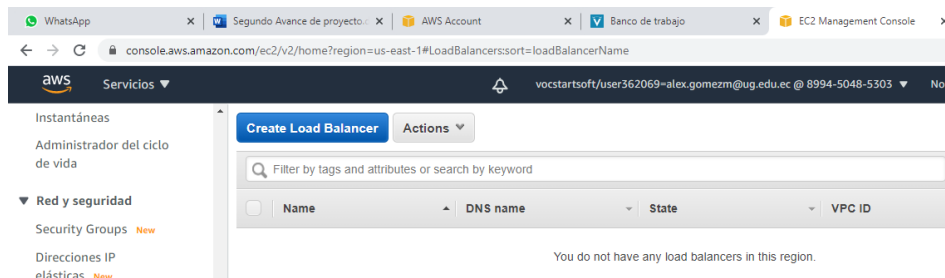 WhatsApp
Segundo Avance de proyecto.
AWS Account
Banco de trabajo
EC2 Management Console
console.aws.amazon.com/ec2/v2/home?region=us-east-1#LoadBalancers:sort=loadBalancerName
aws
Servicios
vocstartsoft/user362069=alex.gomezm@ug.edu.ec @ 8994-5048-5303
No
Instantáneas
Administrador del ciclo
de vida
Red y seguridad
Security Groups New
Direcciones IP
elásticas New
Create Load Balancer
Actions
Filter by tags and attributes or search by keyword
Name
DNS name
State
VPC ID
You do not have any load balancers in this region.